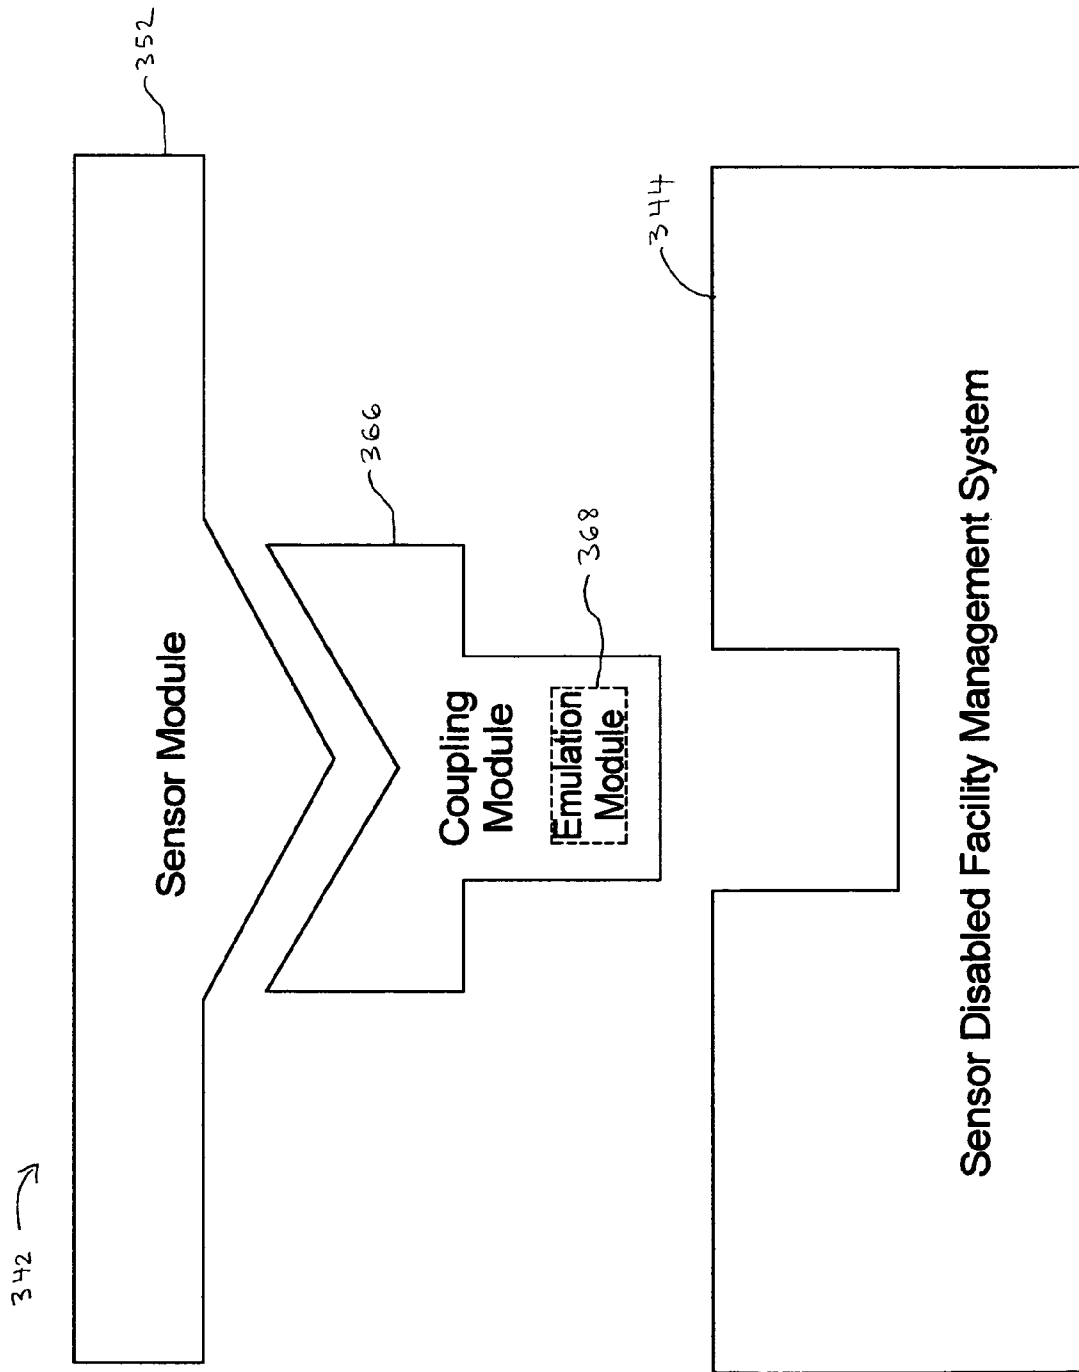 342
352
Sensor Module
366
Coupling
Module
368
Emulation
Module
344
Sensor Disabled Facility Management System